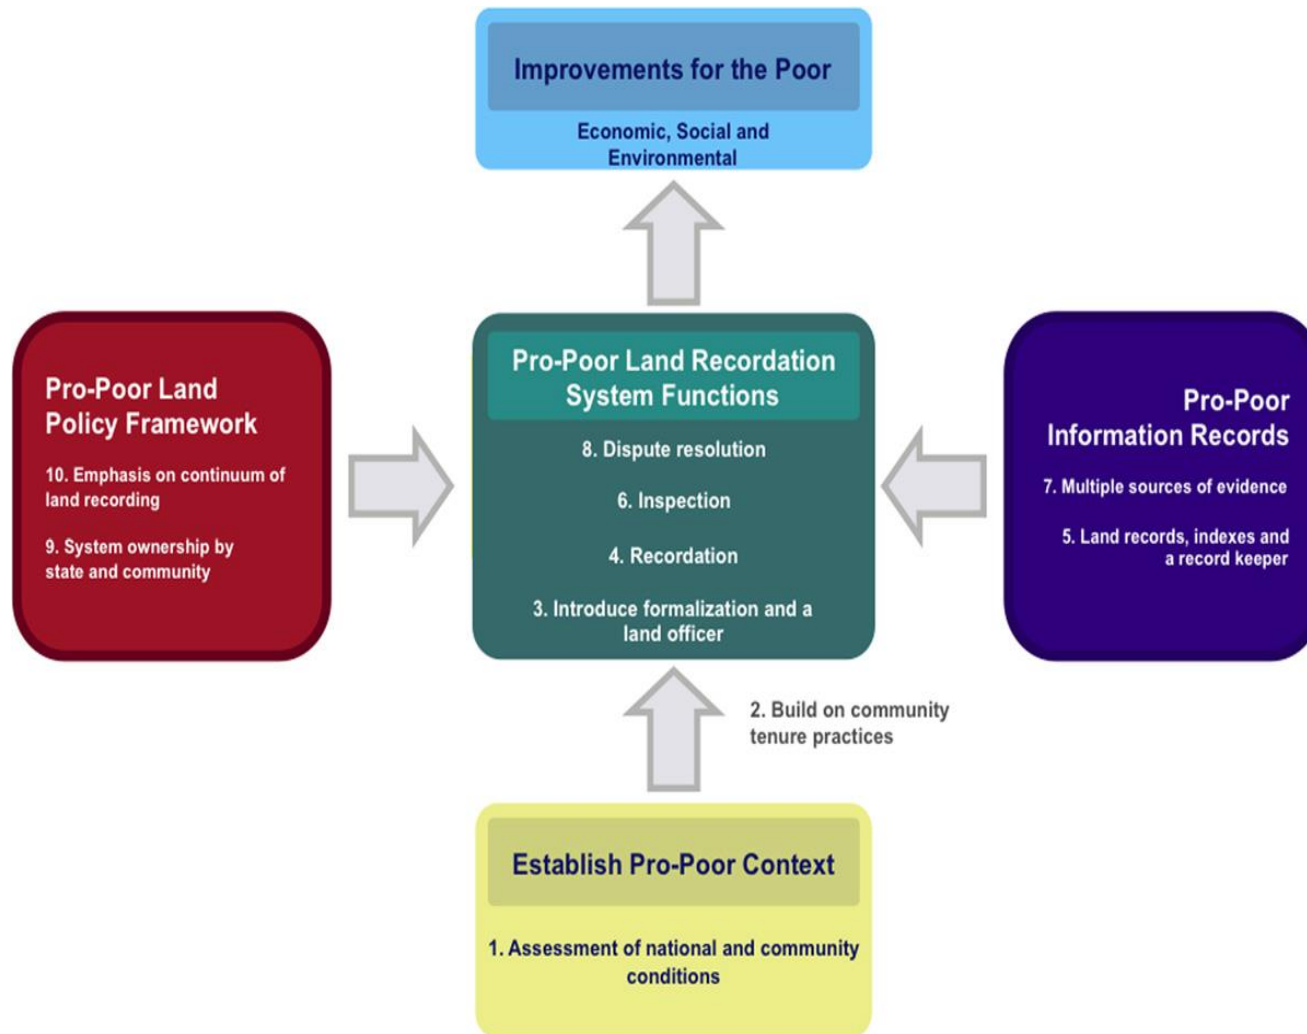 Improvements for the Poor
Economic, Social and
Environmental
Pro-Poor Land
Policy Framework
10. Emphasis on continuum of
land recording
9. System ownership by
state and community
Pro-Poor Land Recordation
System Functions
8. Dispute resolution
6. Inspection
4. Recordation
3. Introduce formalization and a
land officer
Pro-Poor
Information Records
7. Multiple sources of evidence
5. Land records, indexes and
a record keeper
2. Build on community
tenure practices
Establish Pro-Poor Context
1. Assessment of national and community
conditions